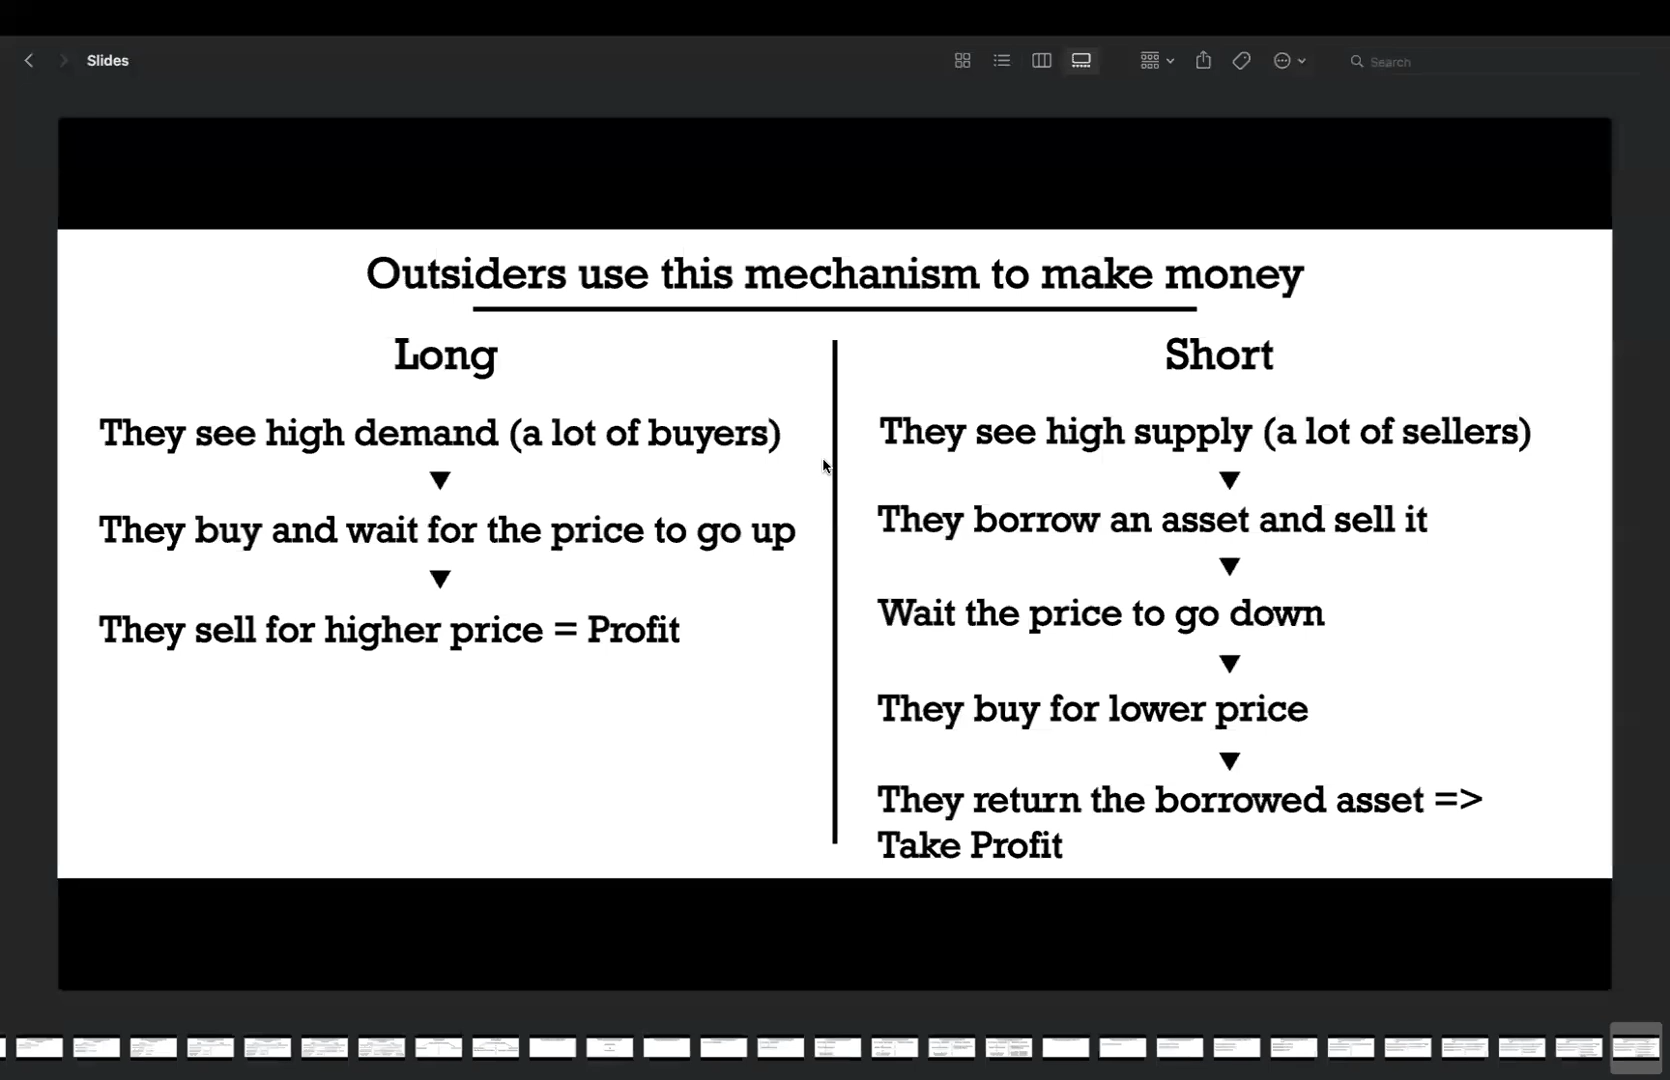 Slides
Search
Outsiders use this mechanism to make money
Long
They see high demand (a lot of buyers)
They buy and wait for the price to go up
They sell for higher price = Profit
Short
They see high supply (a lot of sellers)
They borrow an asset and sell it
Wait the price to go down
They buy for lower price
They return the borrowed asset =>
Take Profit